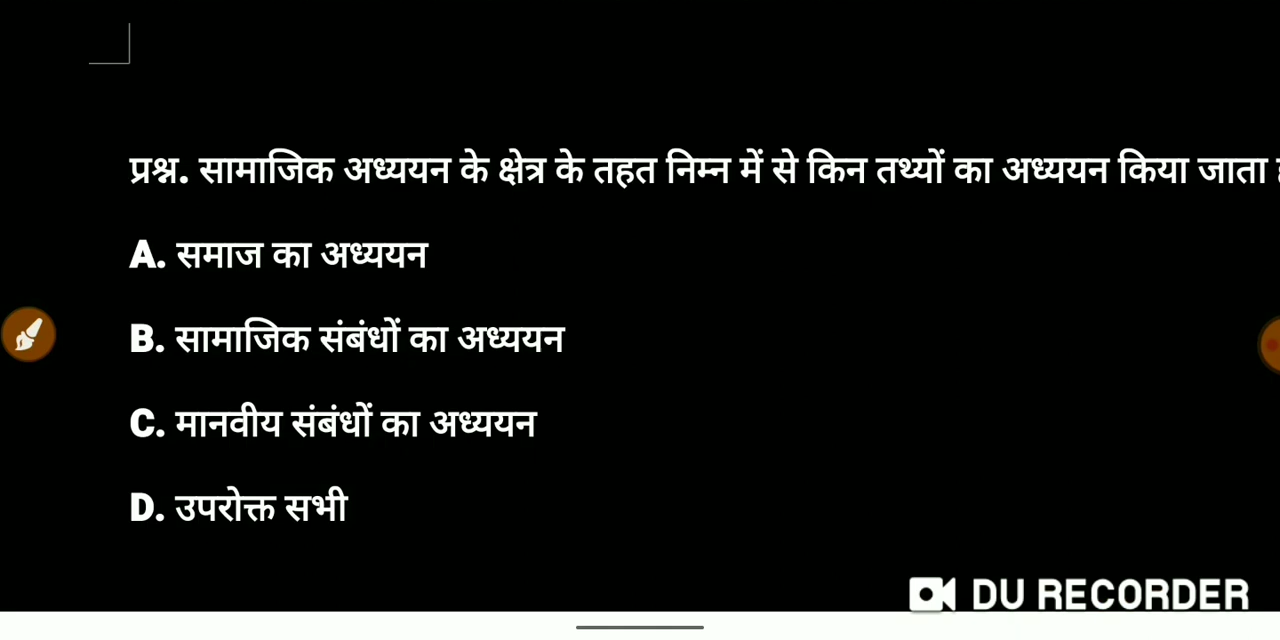 प्रश्न. सामाजिक अध्ययन के क्षेत्र के तहत निम्न में से किन तथ्यों का अध्ययन किया जाता
A. समाज का अध्ययन
B. सामाजिक संबंधों का अध्ययन
C. मानवीय संबंधों का अध्ययन
D. उपरोक्त सभी
DU RECORDER